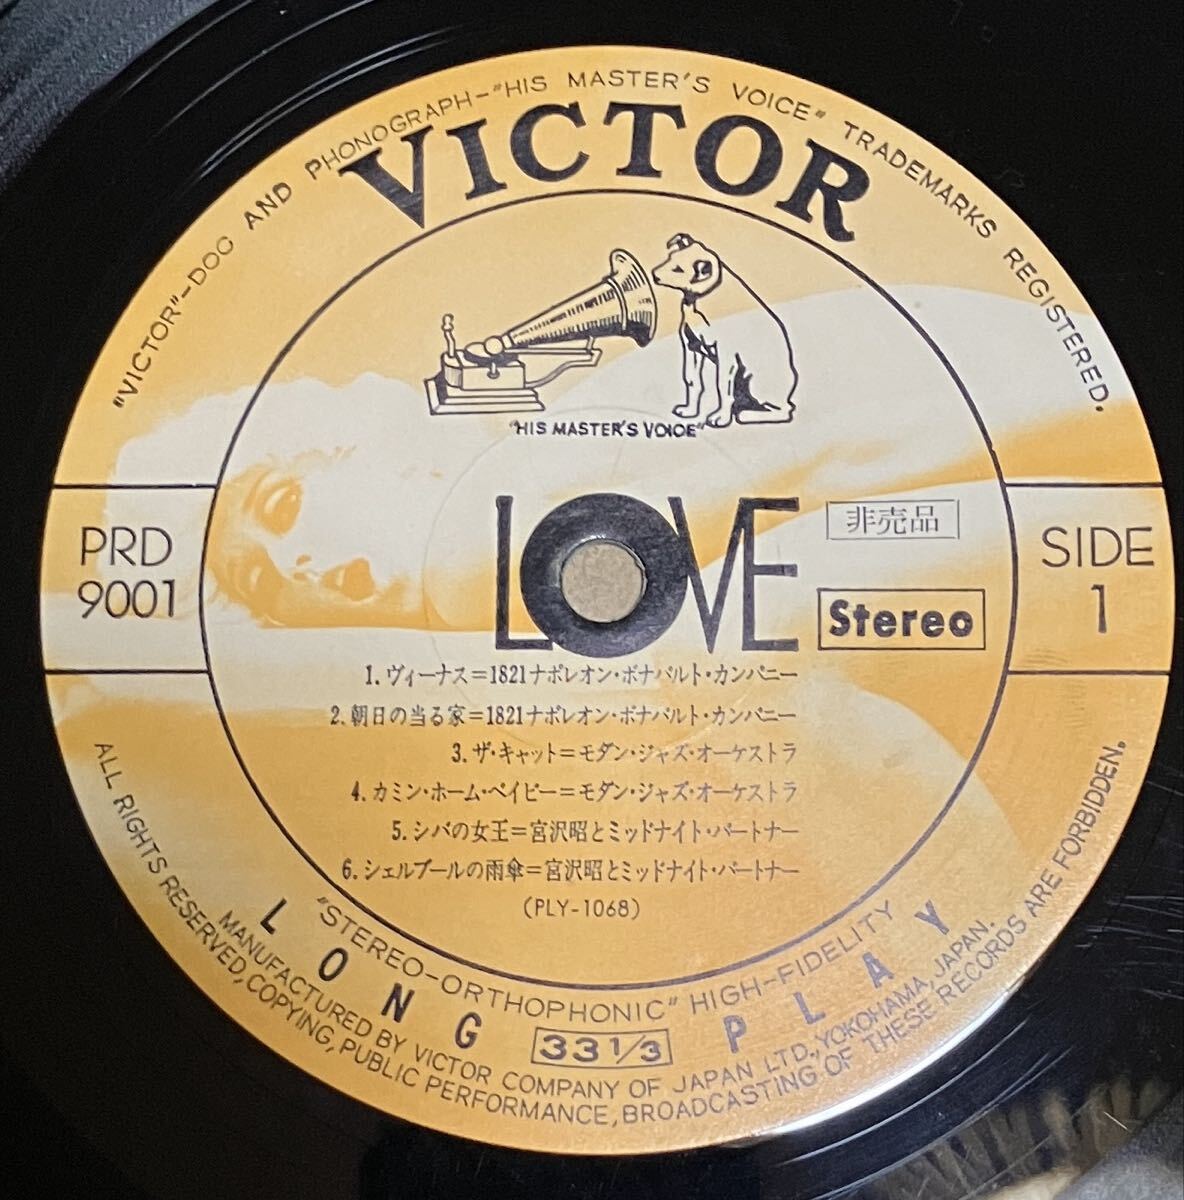 "VICTOR"-DOG AND PHONOGRAPH-"HIS MASTER'S VOICE" TRADEMARKS REGISTERED.
VICTOR
"HIS MASTER'S VOICE"
LOVE
非売品
Stereo
PRD
9001
SIDE
1
1. ヴィーナス=1821ナポレオン・ボナパルト・カンパニー
2. 朝日の当る家=1821ナポレオン・ボナパルト・カンパニー
3. ザ・キャット=モダン・ジャズ・オーケストラ
4. カミン・ホーム・ベイビー=モダン・ジャズ・オーケストラ
5. シバの女王=宮沢昭とミッドナイト・パートナー
6. シェルブールの雨傘=宮沢昭とミッドナイト・パートナー
(PLY-1068)
"STEREO-ORTHOPHONIC" HIGH-FIDELITY
LONG 33 1/3 PLAY
MANUFACTURED BY VICTOR COMPANY OF JAPAN LTD., YOKOHAMA, JAPAN.
ALL RIGHTS RESERVED, COPYING, PUBLIC PERFORMANCE, BROADCASTING OF THESE RECORDS ARE FORBIDDEN.